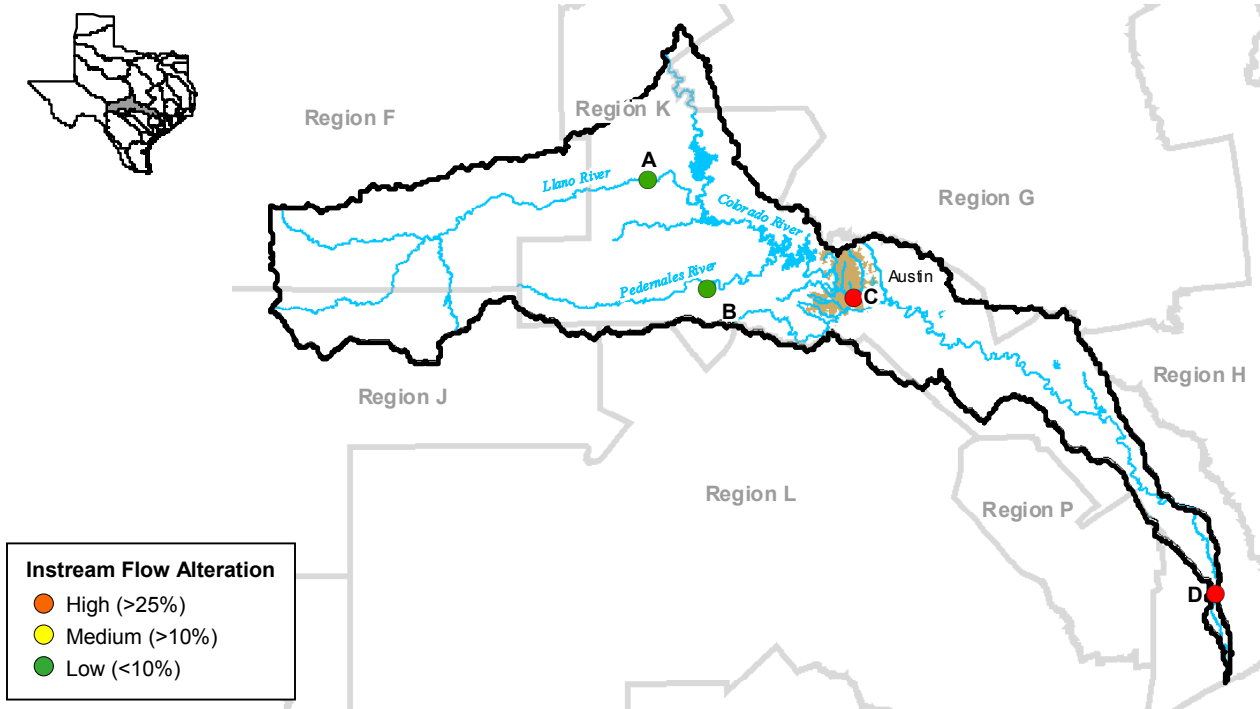 Region K
Region F
A
Llano River
Colorado River
Region G
Pedernales River
Austin
B
C
Region H
Region J
Region L
Region P
Instream Flow Alteration
High (>25%)
Medium (>10%)
Low (<10%)
D